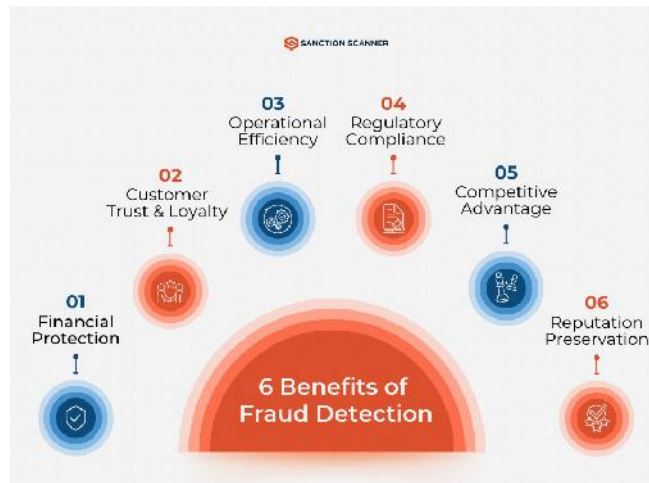 SANCTION SCANNER
01
Financial
Protection
02
Customer
Trust & Loyalty
03
Operational
Efficiency
04
Regulatory
Compliance
05
Competitive
Advantage
06
Reputation
Preservation
6 Benefits of
Fraud Detection